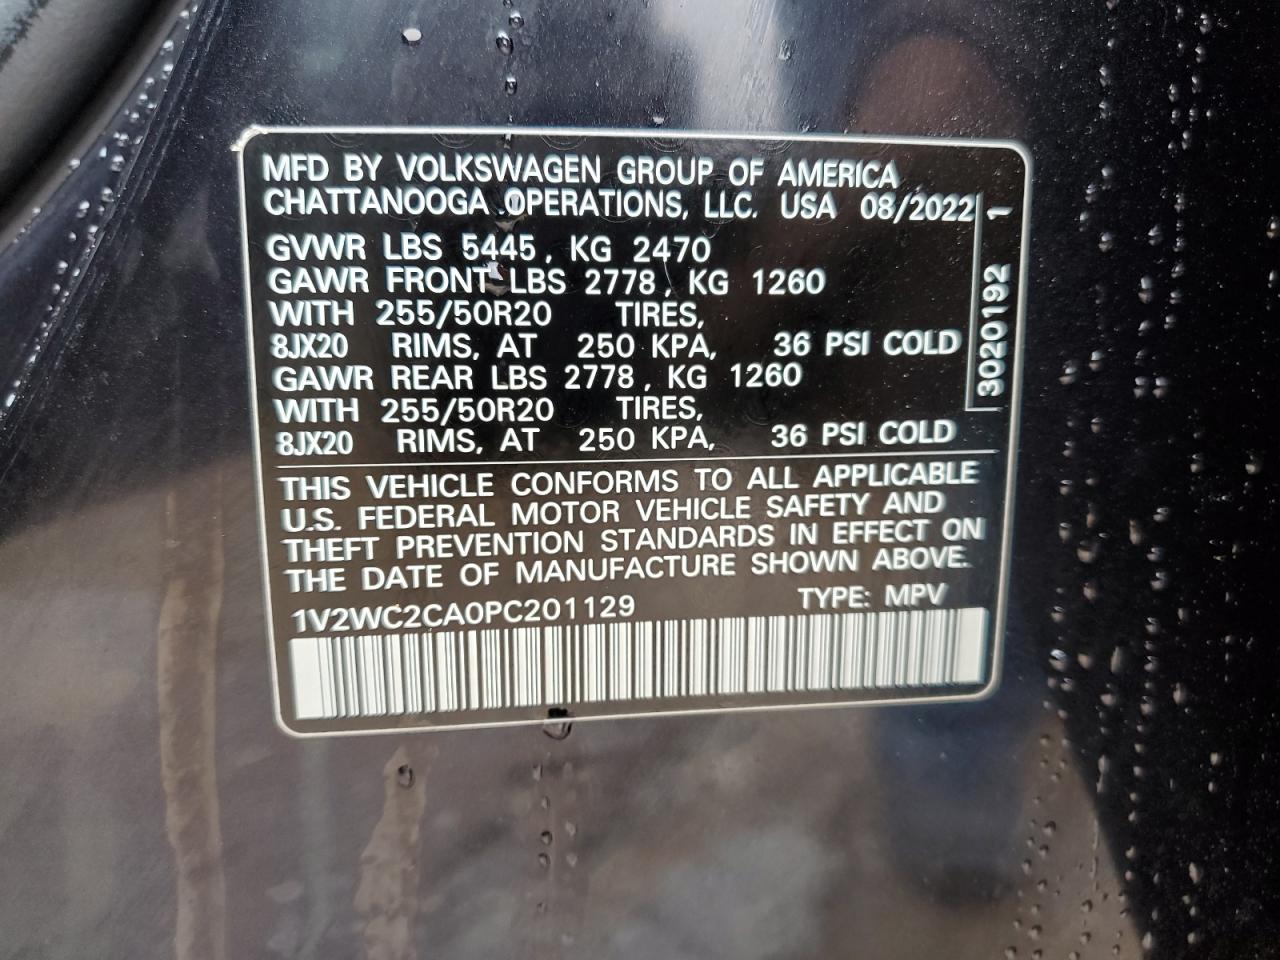 MFD BY VOLKSWAGEN GROUP OF AMERICA
CHATTANOOGA OPERATIONS, LLC. USA 08/2022
GVWR LBS 5445, KG 2470
GAWR FRONT LBS 2778, KG 1260
WITH 255/50R20 TIRES,
8JX20 RIMS, AT 250 KPA, 36 PSI COLD
GAWR REAR LBS 2778, KG 1260
WITH 255/50R20 TIRES,
8JX20 RIMS, AT 250 KPA, 36 PSI COLD
3020192 1
THIS VEHICLE CONFORMS TO ALL APPLICABLE
U.S. FEDERAL MOTOR VEHICLE SAFETY AND
THEFT PREVENTION STANDARDS IN EFFECT ON
THE DATE OF MANUFACTURE SHOWN ABOVE.
1V2WC2CA0PC201129 TYPE: MPV